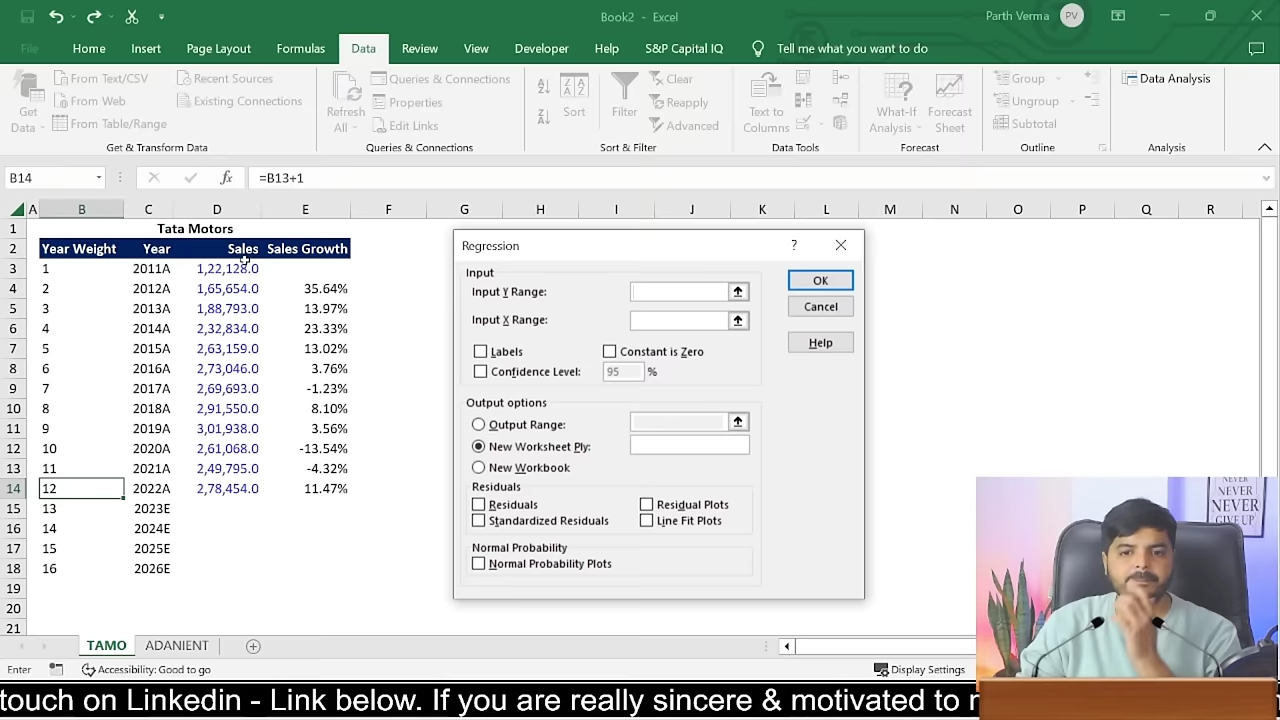 Book2 - Excel
Parth Verma PV
File Home Insert Page Layout Formulas Data Review View Developer Help S&P Capital IQ Tell me what you want to do
Get Data
From Text/CSV
From Web
From Table/Range
Recent Sources
Existing Connections
Get & Transform Data
Refresh All
Queries & Connections
Properties
Edit Links
Queries & Connections
Sort
Filter
Clear
Reapply
Advanced
Sort & Filter
Text to Columns
Data Tools
What-If Analysis
Forecast Sheet
Forecast
Group
Ungroup
Subtotal
Outline
Data Analysis
Analysis
B14 fx =B13+1
A B C D E F G H I J K L M N O P Q R
1 Tata Motors
2 Year Weight Year Sales Sales Growth
3 1 2011A 1,22,128.0
4 2 2012A 1,65,654.0 35.64%
5 3 2013A 1,88,793.0 13.97%
6 4 2014A 2,32,834.0 23.33%
7 5 2015A 2,63,159.0 13.02%
8 6 2016A 2,73,046.0 3.76%
9 7 2017A 2,69,693.0 -1.23%
10 8 2018A 2,91,550.0 8.10%
11 9 2019A 3,01,938.0 3.56%
12 10 2020A 2,61,068.0 -13.54%
13 11 2021A 2,49,795.0 -4.32%
14 12 2022A 2,78,454.0 11.47%
15 13 2023E
16 14 2024E
17 15 2025E
18 16 2026E
19
20
21
Regression ?
Input
Input Y Range:
Input X Range:
Labels Constant is Zero
Confidence Level: 95 %
OK
Cancel
Help
Output options
Output Range:
New Worksheet Ply:
New Workbook
Residuals
Residuals Residual Plots
Standardized Residuals Line Fit Plots
Normal Probability
Normal Probability Plots
NEVER
NEVER
NEVER
GIVE UP
TAMO ADANIENT
Enter Accessibility: Good to go Display Settings
touch on Linkedin - Link below. If you are really sincere & motivated to